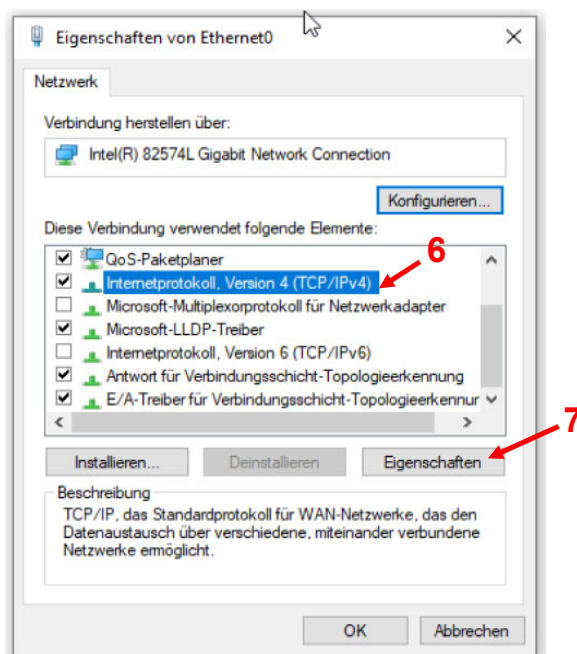 Eigenschaften von Ethernet0
Netzwerk
Verbindung herstellen über:
Intel(R) 82574L Gigabit Network Connection
Konfigurieren...
Diese Verbindung verwendet folgende Elemente:
6
QoS-Paketplaner
Internetprotokoll, Version 4 (TCP/IPv4)
Microsoft-Multiplexorprotokoll für Netzwerkadapter
Microsoft-LLDP-Treiber
Internetprotokoll, Version 6 (TCP/IPv6)
Antwort für Verbindungsschicht-Topologieerkennung
E/A-Treiber für Verbindungsschicht-Topologieerkennur
7
Installieren... Deinstallieren Eigenschaften
Beschreibung
TCP/IP, das Standardprotokoll für WAN-Netzwerke, das den
Datenaustausch über verschiedene, miteinander verbundene
Netzwerke ermöglicht.
OK Abbrechen